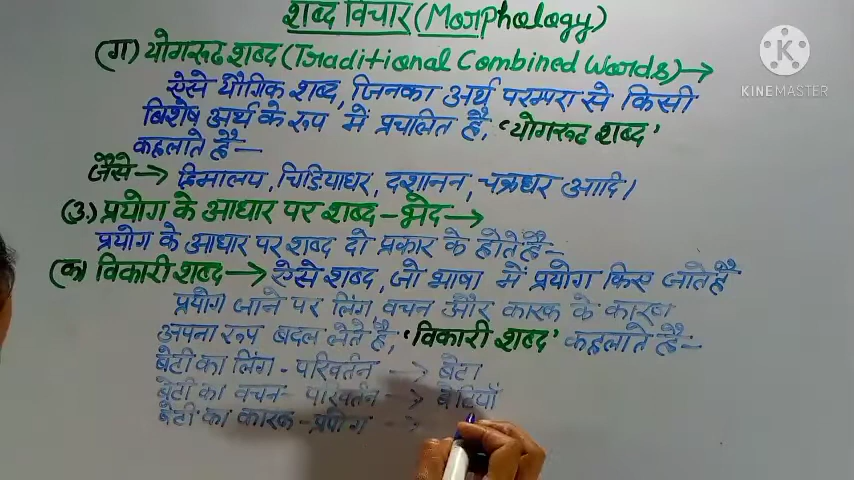 शब्द विचार (Morphology)
(ग) योगरूढ शब्द (Traditional Combined Words) →
ऐसे यौगिक शब्द, जिनका अर्थ परम्परा से किसी
विशेष अर्थ के रूप में प्रचलित है, 'योगरूढ शब्द'
कहलाते हैं—
जैसे → हिमालय, चिडियाघर, दशानन, चक्रधर आदि।
(3.) प्रयोग के आधार पर शब्द-भेद →
प्रयोग के आधार पर शब्द दो प्रकार के होते हैं—
(क) विकारी शब्द → ऐसे शब्द, जो भाषा में प्रयोग किए जाते हैं
प्रयोग जाने पर लिंग, वचन और कारक के कारण
अपना रूप बदल लेते हैं, 'विकारी शब्द' कहलाते हैं—
बेटी का लिंग - परिवर्तन → बेटा
बेटी का वचन - परिवर्तन → बेटियाँ
बेटी का कारक - प्रयोग →
KINEMASTER